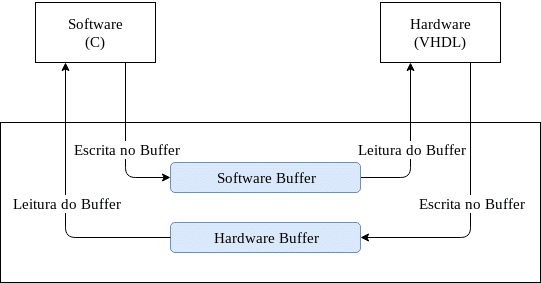 Software
(C)
Hardware
(VHDL)
Escrita no Buffer
Leitura do Buffer
Software Buffer
Leitura do Buffer
Escrita no Buffer
Hardware Buffer